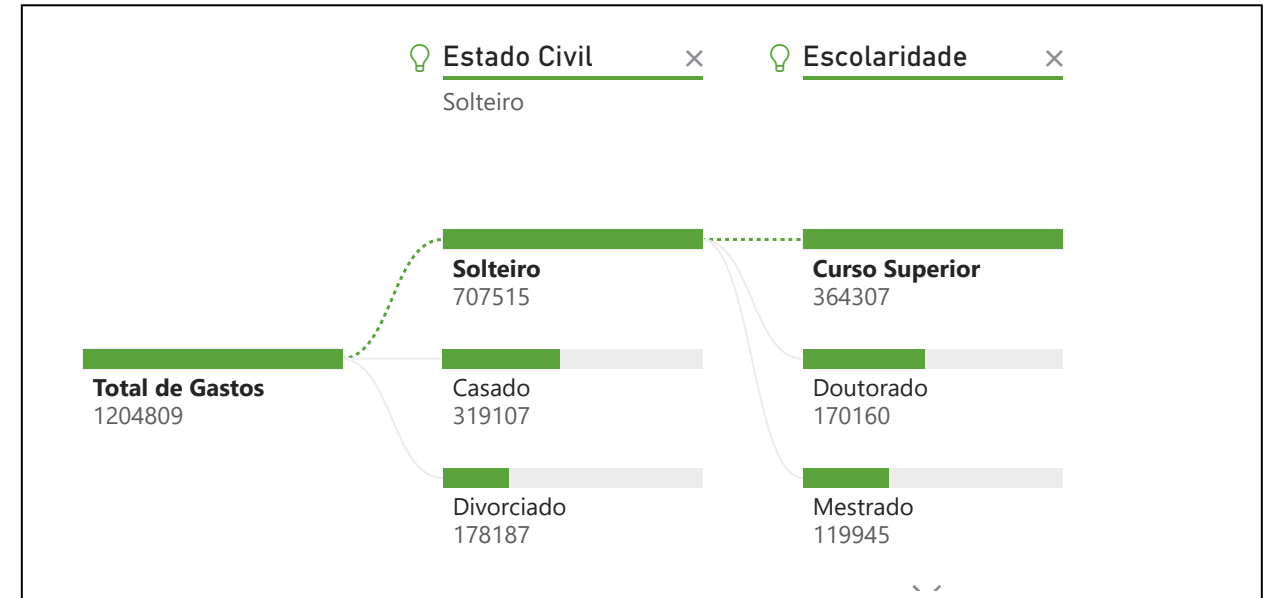 Estado Civil
Solteiro
Escolaridade
Total de Gastos
1204809
Solteiro
707515
Casado
319107
Divorciado
178187
Curso Superior
364307
Doutorado
170160
Mestrado
119945